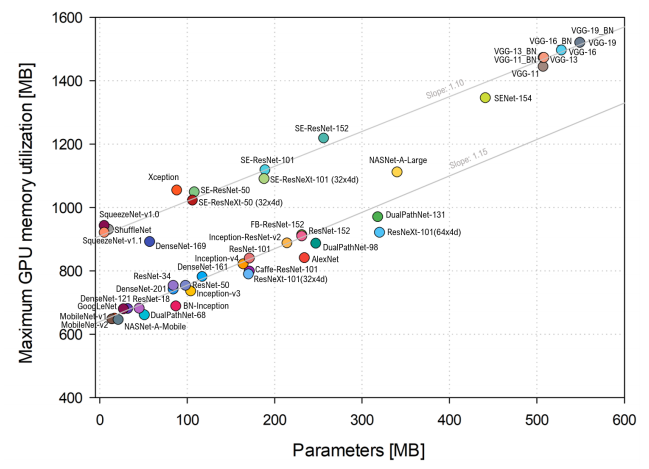 1600
1400
1200
1000
800
600
400
Maximum GPU memory utilization [MB]
VGG-19_BN
VGG-16_BN
VGG-19
VGG-13_BN
VGG-16
VGG-11_BN
VGG-13
VGG-11
Slope: 1.10
SENet-154
SE-ResNet-152
SE-ResNet-101
NASNet-A-Large
Slope: 1.15
Xception
SE-ResNeXt-101 (32x4d)
SE-ResNet-50
SE-ResNeXt-50 (32x4d)
SqueezeNet-v1.0
DualPathNet-131
FB-ResNet-152
ShuffleNet
ResNet-152
ResNeXt-101(64x4d)
SqueezeNet-v1.1
Inception-ResNet-v2
DenseNet-169
DualPathNet-98
ResNet-101
Inception-v4
AlexNet
DenseNet-161
Caffe-ResNet-101
ResNet-34
ResNeXt-101(32x4d)
ResNet-50
DenseNet-201
Inception-v3
DenseNet-121
ResNet-18
GoogLeNet
BN-Inception
MobileNet-v1
DualPathNet-68
MobileNet-v2
NASNet-A-Mobile
0
100
200
300
400
500
600
Parameters [MB]